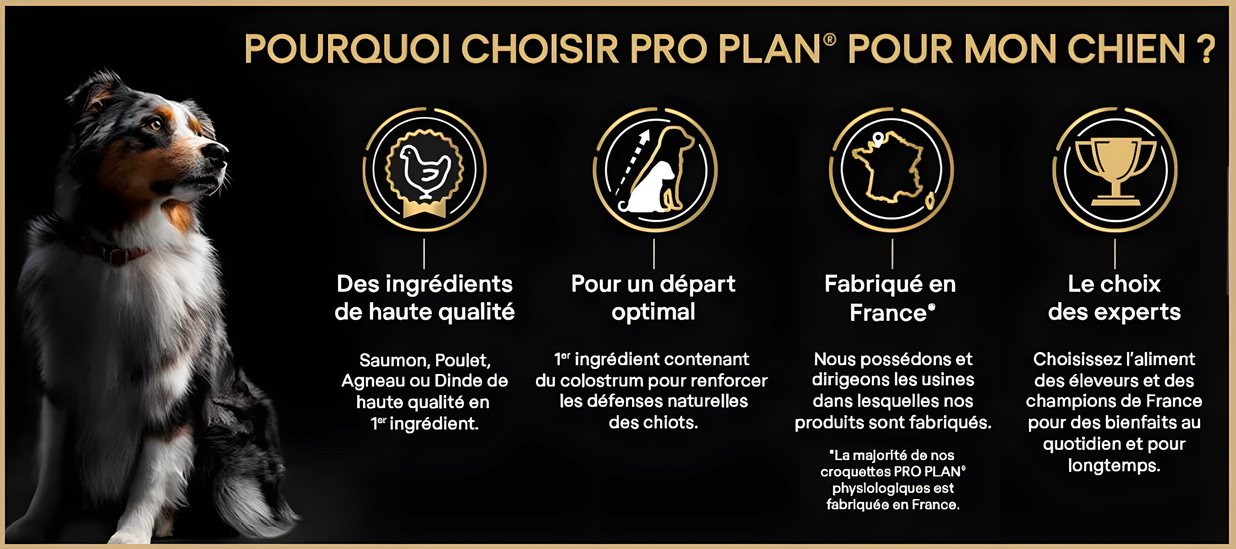 POURQUOI CHOISIR PRO PLAN® POUR MON CHIEN ?
Des ingrédients
de haute qualité
Saumon, Poulet,
Agneau ou Dinde de
haute qualité en
1er ingrédient.
Pour un départ
optimal
1er ingrédient contenant
du colostrum pour renforcer
les défenses naturelles
des chiots.
Fabriqué en
France*
Nous possédons et
dirigeons les usines
dans lesquelles nos
produits sont fabriqués.
*La majorité de nos
croquettes PRO PLAN®
physiologiques est
fabriquée en France.
Le choix
des experts
Choisissez l'aliment
des éleveurs et des
champions de France
pour des bienfaits au
quotidien et pour
longtemps.